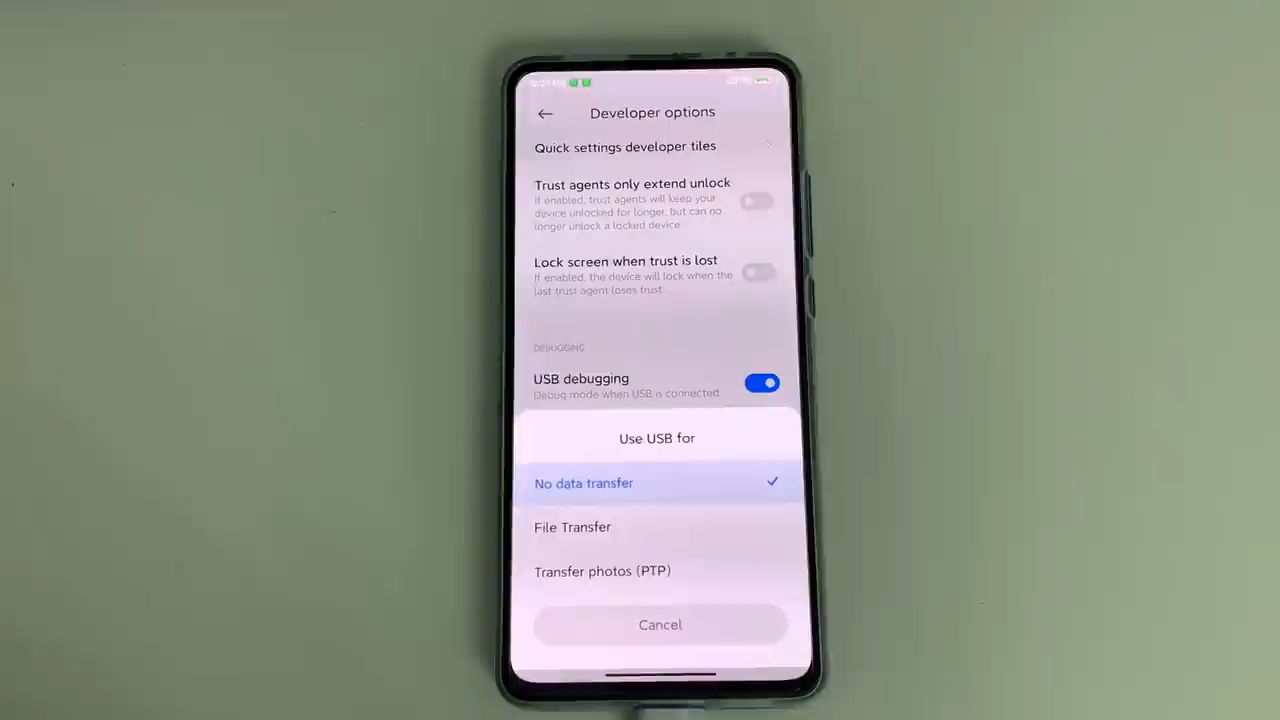 Developer options
Quick settings developer tiles
Trust agents only extend unlock
If enabled, trust agents will keep your
device unlocked for longer, but can no
longer unlock a locked device.
Lock screen when trust is lost
If enabled, the device will lock when the
last trust agent loses trust.
DEBUGGING
USB debugging
Debug mode when USB is connected
Use USB for
No data transfer
File Transfer
Transfer photos (PTP)
Cancel